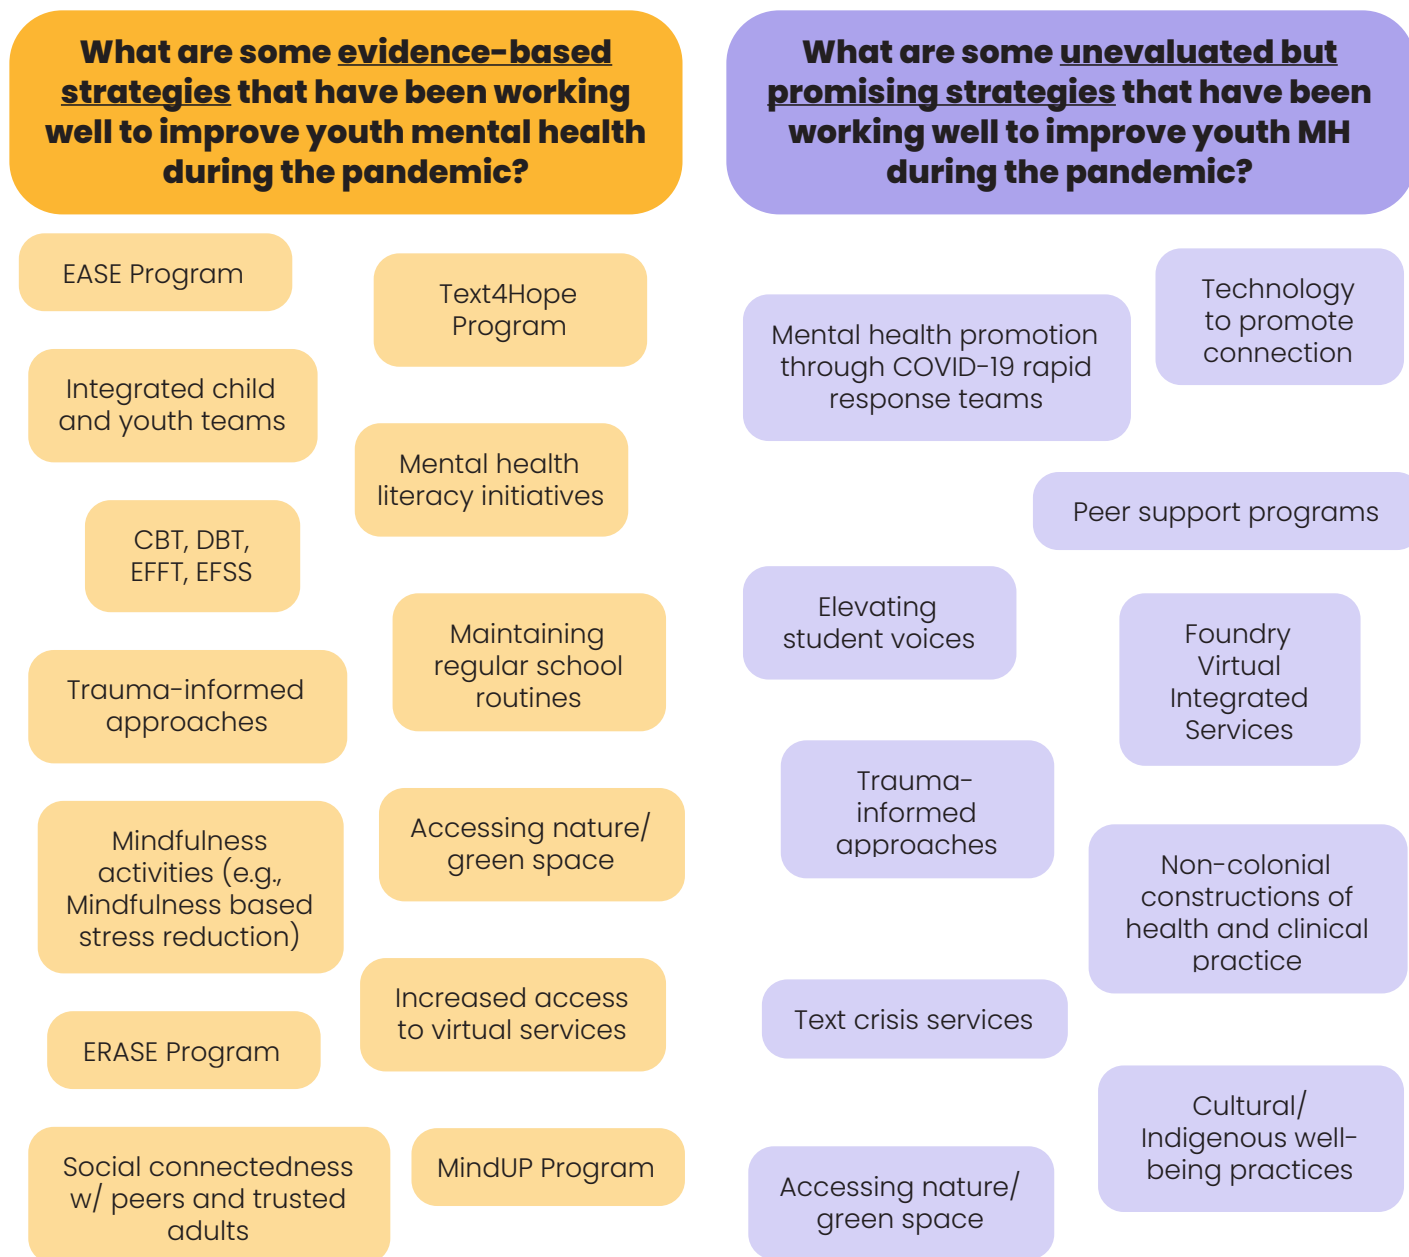 What are some evidence-based
strategies that have been working
well to improve youth mental health
during the pandemic?
EASE Program
Text4Hope
Program
Integrated child
and youth teams
Mental health
literacy initiatives
CBT, DBT,
EFFT, EFSS
Maintaining
regular school
routines
Trauma-informed
approaches
Accessing nature/
green space
Mindfulness
activities (e.g.,
Mindfulness based
stress reduction)
Increased access
to virtual services
ERASE Program
Social connectedness
w/ peers and trusted
adults
MindUP Program
What are some unevaluated but
promising strategies that have been
working well to improve youth MH
during the pandemic?
Technology
to promote
connection
Mental health promotion
through COVID-19 rapid
response teams
Peer support programs
Elevating
student voices
Foundry
Virtual
Integrated
Services
Trauma-
informed
approaches
Non-colonial
constructions of
health and clinical
practice
Text crisis services
Cultural/
Indigenous well-
being practices
Accessing nature/
green space